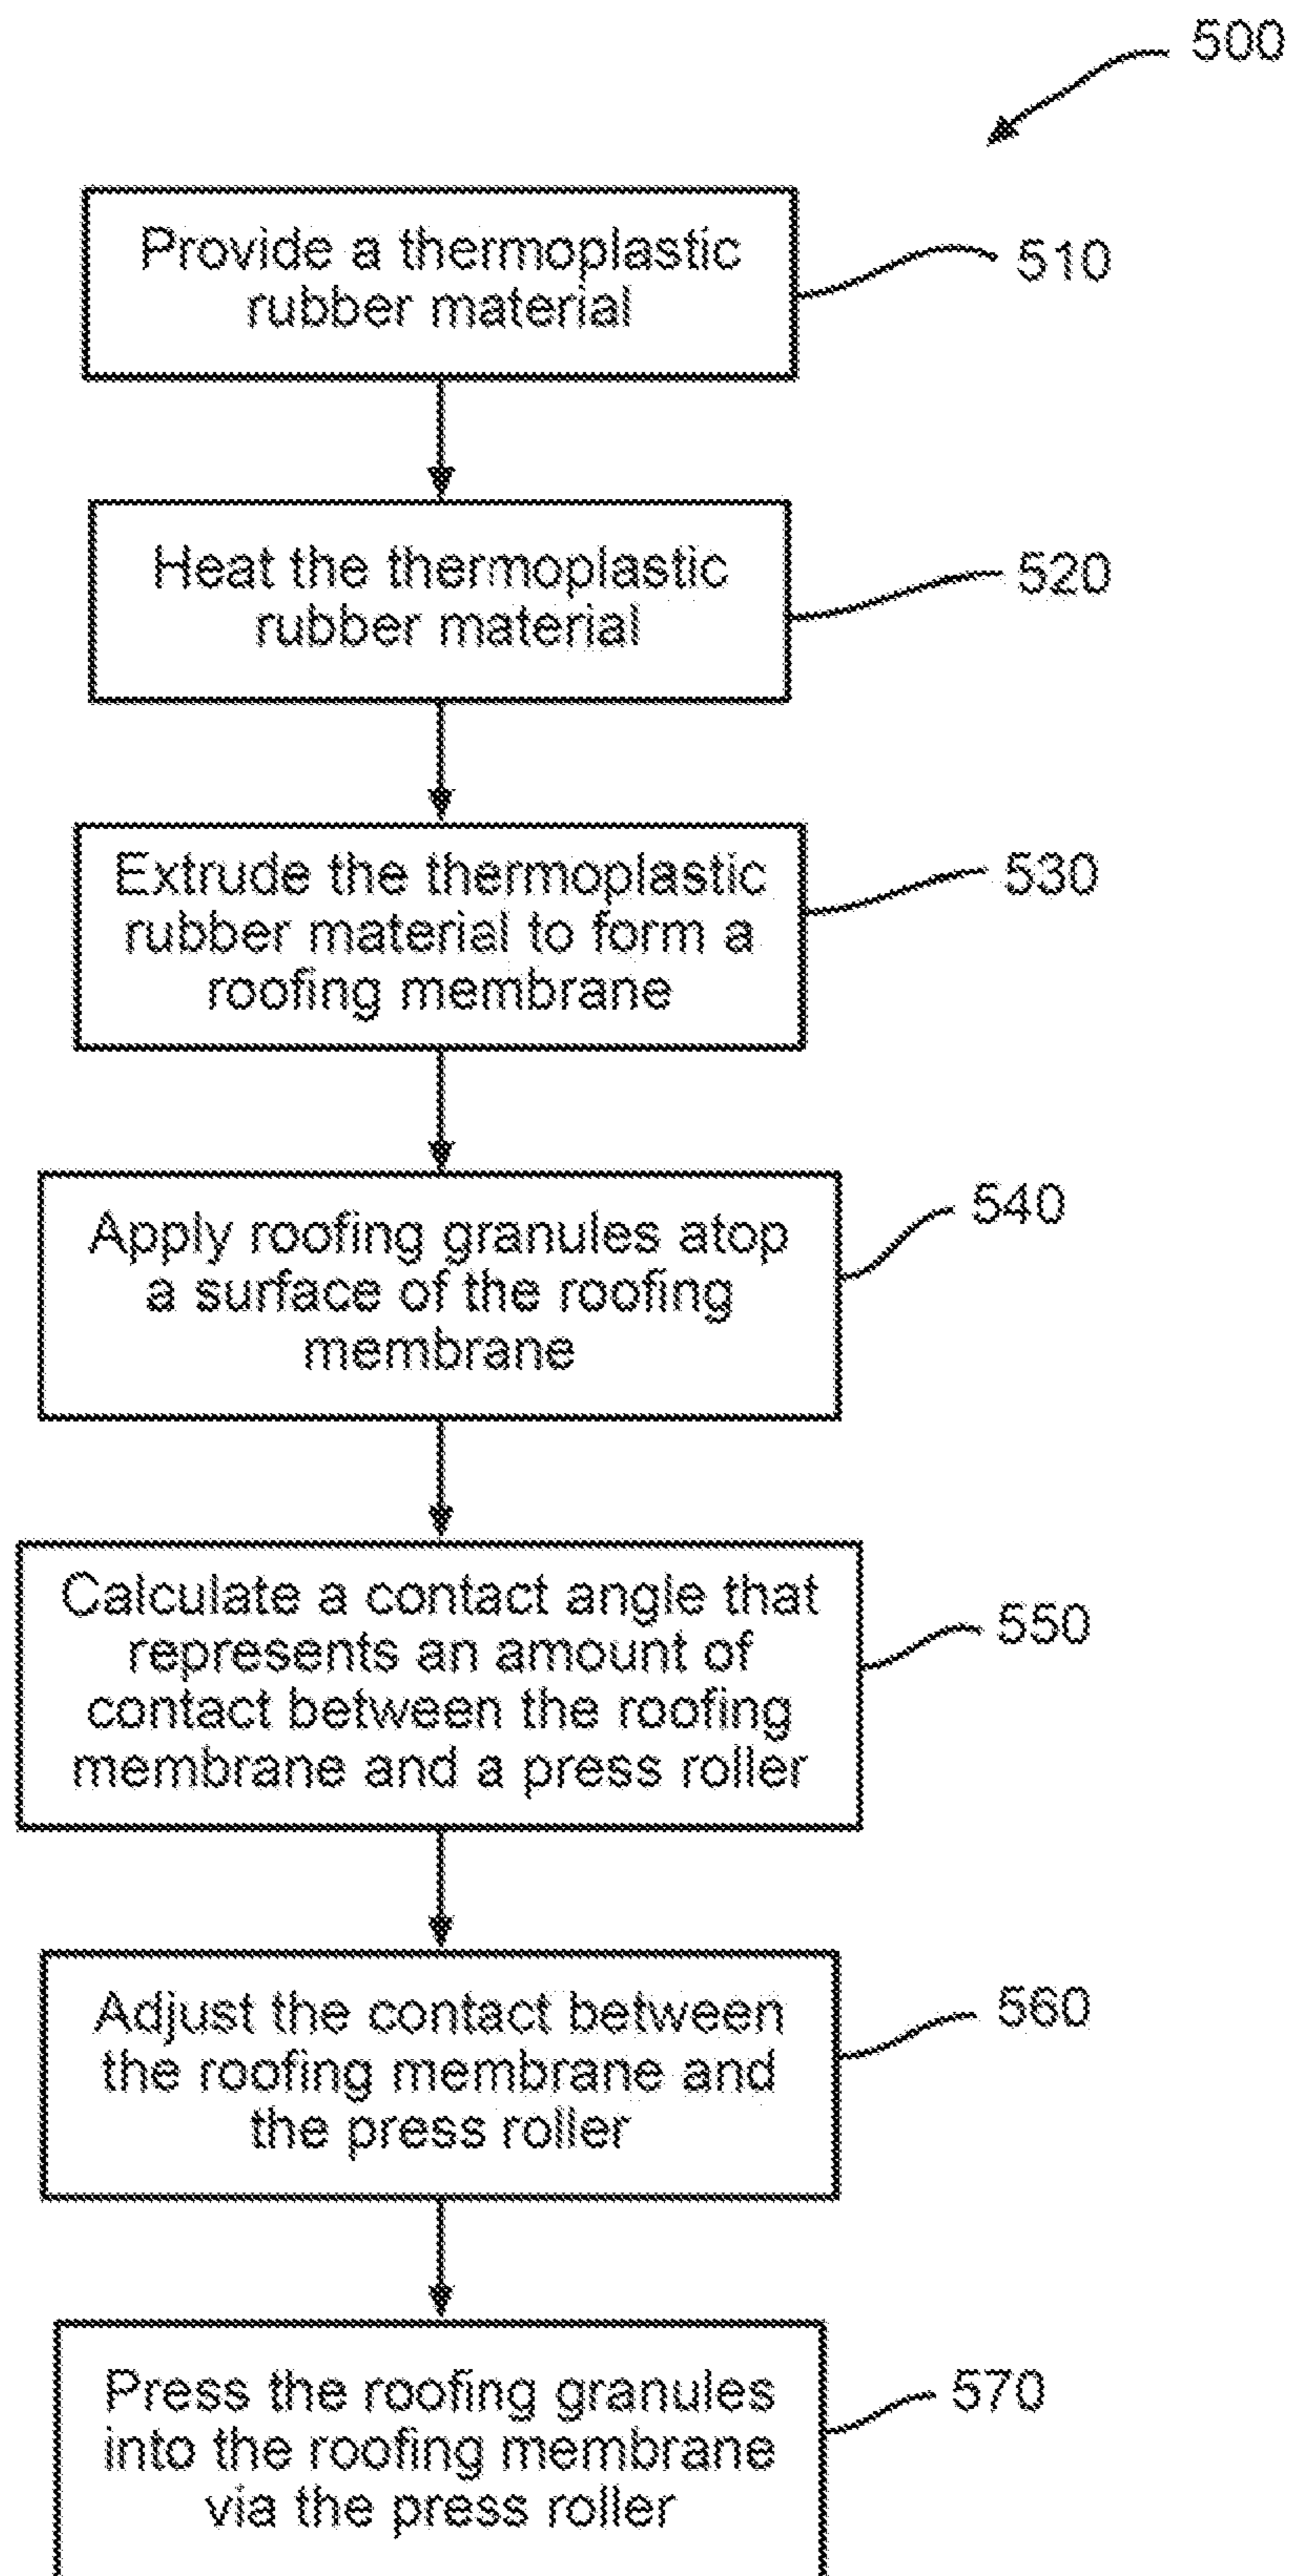 500
Provide a thermoplastic
rubber material
510
Heat the thermoplastic
rubber material
520
Extrude the thermoplastic
rubber material to form a
roofing membrane
530
Apply roofing granules atop
a surface of the roofing
membrane
540
Calculate a contact angle that
represents an amount of
contact between the roofing
membrane and a press roller
550
Adjust the contact between
the roofing membrane and
the press roller
560
Press the roofing granules
into the roofing membrane
via the press roller
570